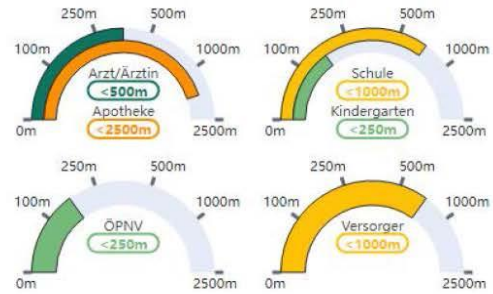 250m 500m
100m 1000m
Arzt/Ärztin
<500m
Apotheke
<2500m
0m 2500m
250m 500m
100m 1000m
Schule
<1000m
Kindergarten
<250m
0m 2500m
250m 500m
100m 1000m
ÖPNV
<250m
0m 2500m
250m 500m
100m 1000m
Versorger
<1000m
0m 2500m